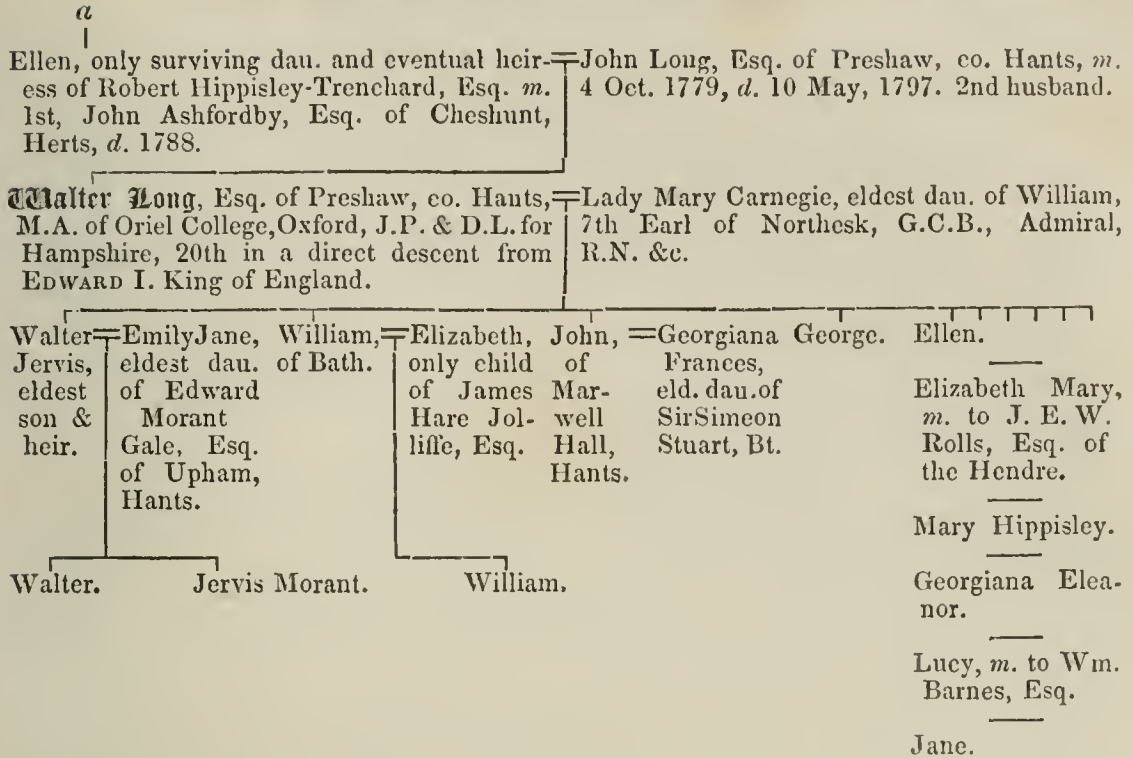 a
Ellen, only surviving dau. and eventual heir-
ess of Robert Hippisley-Trenchard, Esq. m.
1st, John Ashfordby, Esq. of Cheshunt,
Herts, d. 1788.
John Long, Esq. of Preshaw, co. Hants, m.
4 Oct. 1779, d. 10 May, 1797. 2nd husband.
Walter Long, Esq. of Preshaw, co. Hants,
M.A. of Oriel College, Oxford, J.P. & D.L. for
Hampshire, 20th in a direct descent from
EDWARD I. King of England.
Lady Mary Carnegie, eldest dau. of William,
7th Earl of Northesk, G.C.B., Admiral,
R.N. &c.
Walter
Jervis,
eldest
son &
heir.
Emily Jane,
eldest dau.
of Edward
Morant
Gale, Esq.
of Upham,
Hants.
William,
of Bath.
Elizabeth,
only child
of James
Hare Jol-
liffe, Esq.
John,
of
Mar-
well
Hall,
Hants.
Georgiana
Frances,
eld. dau. of
Sir Simeon
Stuart, Bt.
George.
Ellen.
Elizabeth Mary,
m. to J. E. W.
Rolls, Esq. of
the Hendre.
Mary Hippisley.
Georgiana Elea-
nor.
Lucy, m. to Wm.
Barnes, Esq.
Jane.
Walter.
Jervis Morant.
William.